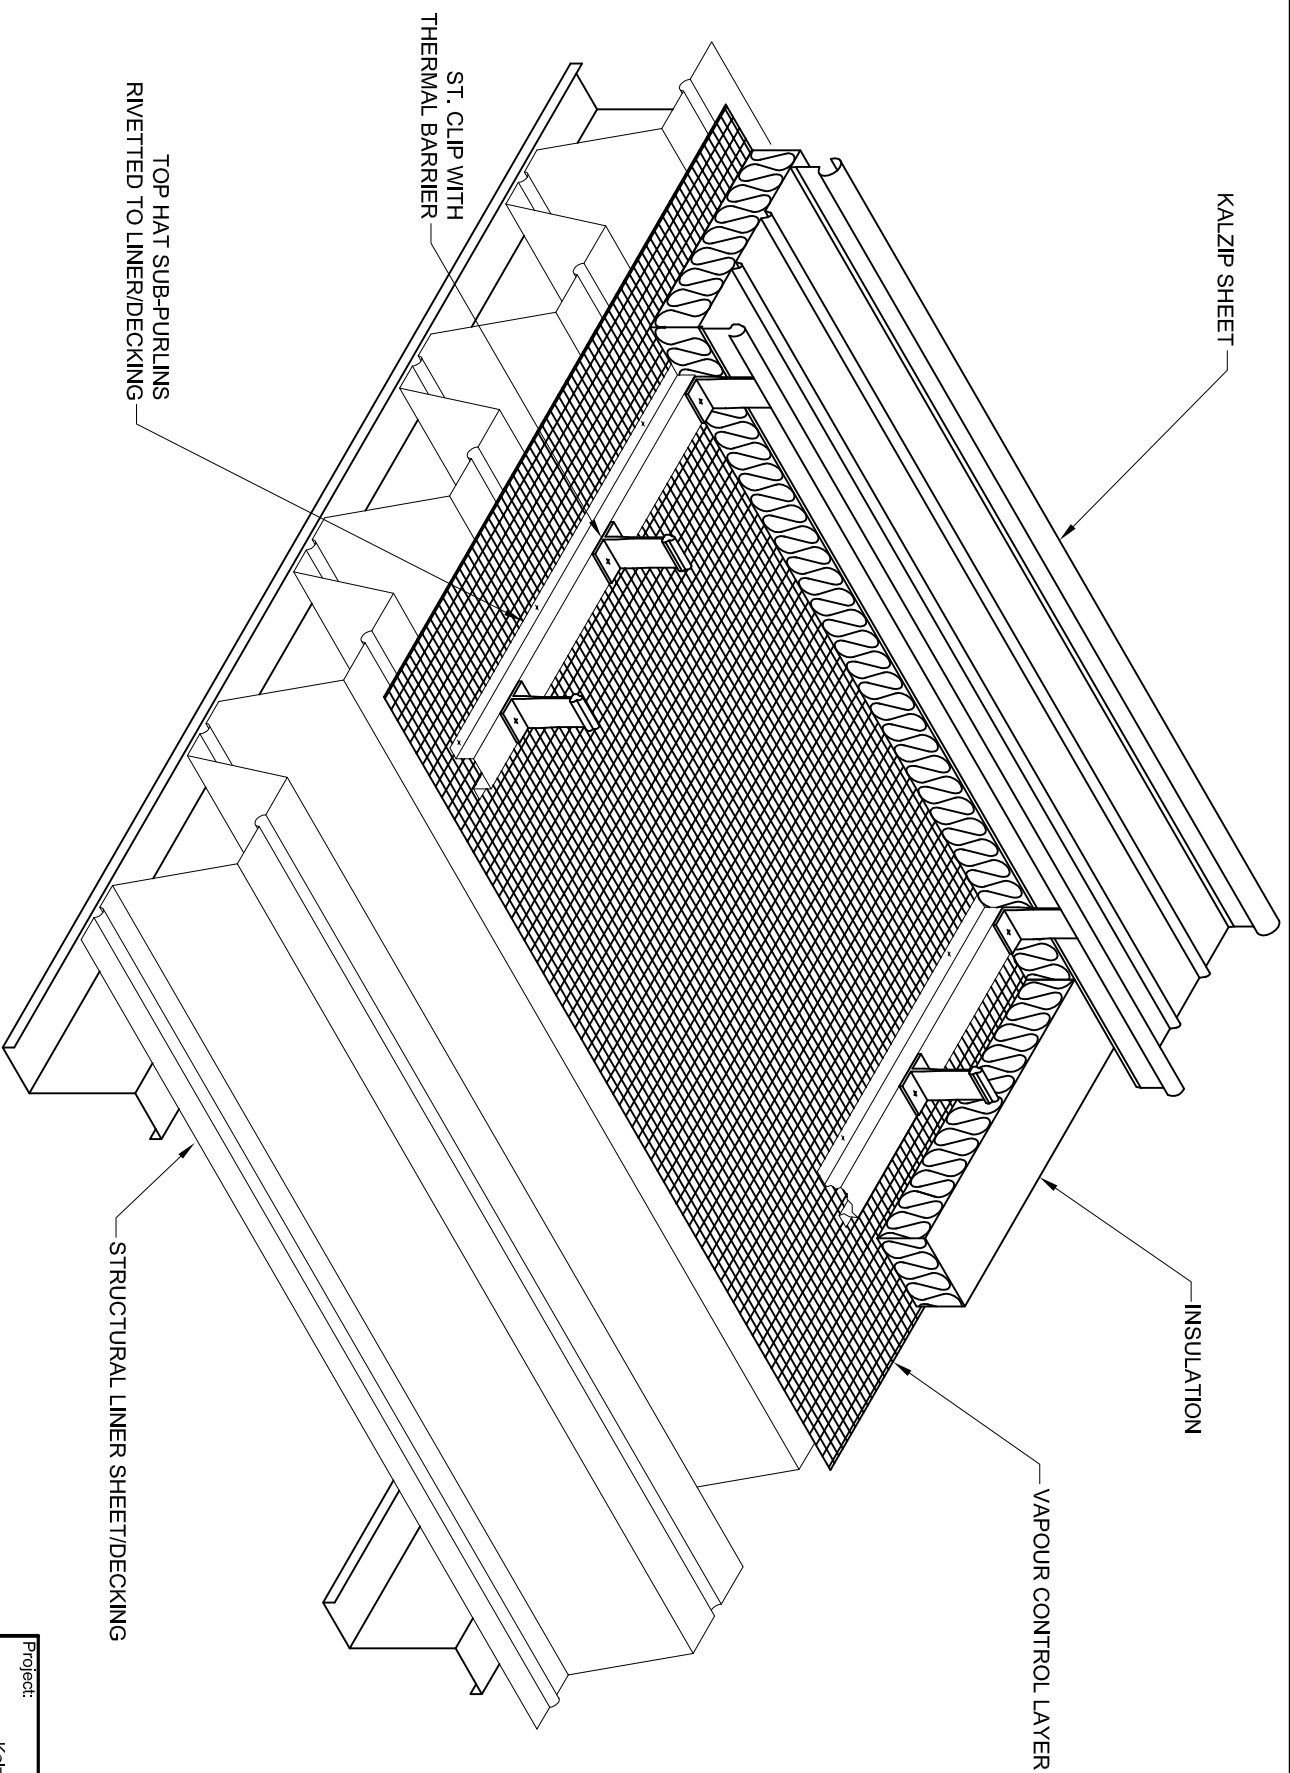 KALZIP SHEET
INSULATION
VAPOUR CONTROL LAYER
ST. CLIP WITH
THERMAL BARRIER
TOP HAT SUB-PURLINS
RIVETTED TO LINER/DECKING
STRUCTURAL LINER SHEET/DECKING
Project: